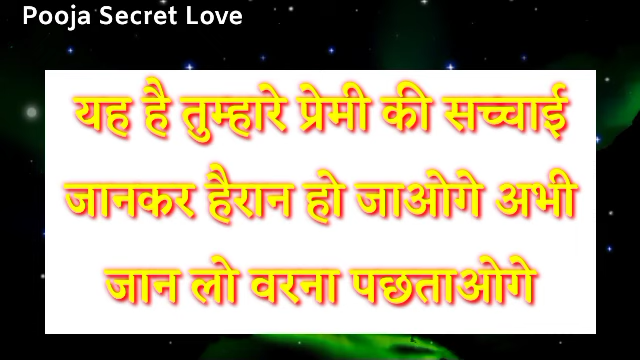 Pooja Secret Love
यह है तुम्हारे प्रेमी की सच्चाई
जानकर हैरान हो जाओगे अभी
जान लो वरना पछताओगे